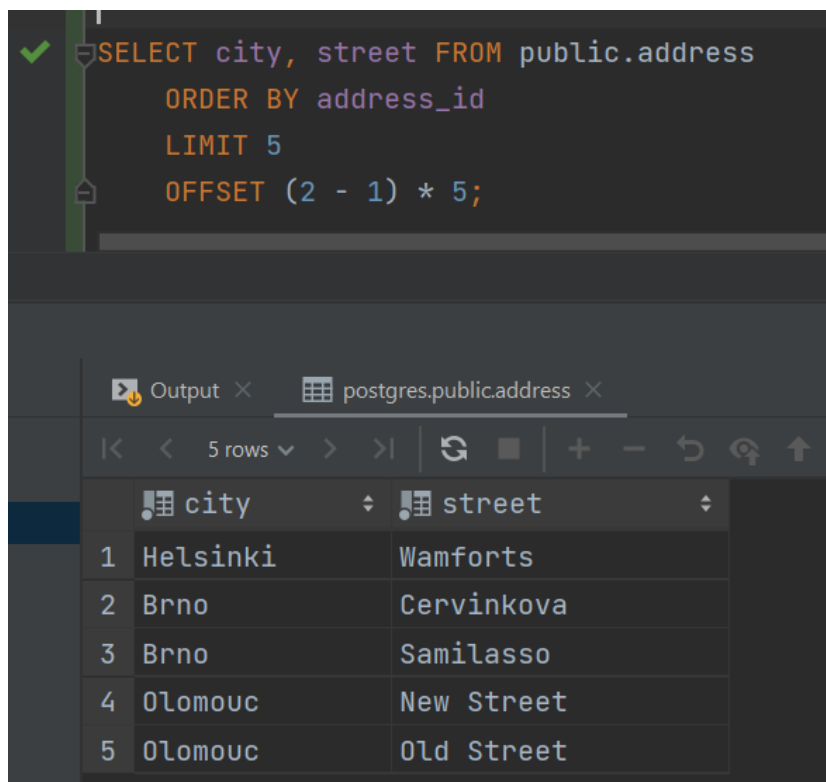 SELECT city, street FROM public.address
ORDER BY address_id
LIMIT 5
OFFSET (2 - 1) * 5;
Output postgres.public.address
5 rows
city street
1 Helsinki Wamforts
2 Brno Cervinkova
3 Brno Samilasso
4 Olomouc New Street
5 Olomouc Old Street